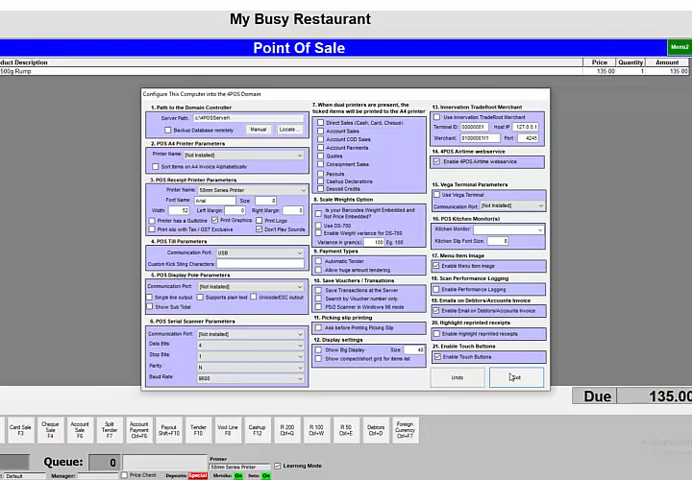 My Busy Restaurant
Point Of Sale
Menu2
duct Description Price Quantity Amount
500g Rump 135.00 1 135.00
Configure This Computer into the 4POS Domain
1. Path to the Domain Controller
Server Path: c:\4POSServer\
Backup Database remotely Manual Locate ...
2. POS A4 Printer Parameters
Printer Name: [Not Installed]
Sort items on A4 Invoice Alphabetically
3. POS Receipt Printer Parameters
Printer Name: 58mm Series Printer
Font Name: Arial Size: 8
Width: 52 Left Margin: 0 Right Margin: 0
Printer has a Guillotine Print Graphics Print Logo
Print slip with Tax / GST Exclusive Don't Play Sounds
4. POS Till Parameters
Communication Port: USB
Custom Kick Sting Characters:
5. POS Display Pole Parameters
Communication Port: [Not Installed]
Single line output Supports plain text Unicode/ESC output
Show Sub Total
6. POS Serial Scanner Parameters
Communication Port: [Not Installed]
Data Bits: 4
Stop Bits: 1
Parity: N
Baud Rate: 9600
7. When dual printers are present, the
ticked items will be printed to the A4 printer
Direct Sales (Cash, Card, Cheque)
Account Sales
Account COD Sales
Account Payments
Quotes
Consignment Sales
Payouts
Cashup Declarations
Deposit Credits
8. Scale Weights Option
Is your Barcodes Weight Embedded and
Not Price Embedded?
Use DS-700
Enable Weight variance for DS-700
Variance in gram(s): 100 Eg. 100
9. Payment Types
Automatic Tender
Allow huge amount tendering
10. Save Vouchers / Transations
Save Transactions at the Server
Search by Voucher number only
PS/2 Scanner in Windows 98 mode
11. Picking slip printing
Ask before Printing Picking Slip
12. Display settings
Show Big Display Size: 48
Show compact/short gird for items list
13. Innervation TradeRoot Merchant
Use Innervation TradeRoot Merchant
Terminal ID: 00000001 Host IP: 127.0.0.1
Merchant: Port: 4245
14. 4POS Airtime webservice
Enable 4POS Airtime webservice
15. Vega Terminal Parameters
Use Vega Terminal
Communication Port: [Not Installed]
16. POS Kitchen Monitor(s)
Kitchen Monitor:
Kitchen Slip Font Size: 8
17. Menu Item Image
Enable Menu Item Image
18. Scan Performance Logging
Enable Performance Logging
19. Emails on Debtors/Accounts Invoice
Enable Email on Debtors/Accounts Invoice
20. Highlight reprinted receipts
Enable Highlight reprinted receipts
21. Enable Touch Buttons
Enable Touch Buttons
Undo Exit
Due 135.00
Card Sale F3
Cheque Sale F4
Account Sale F6
Split Tender F7
Account Payment Ctrl+F6
Payout Shift+F10
Tender F10
Void Line F8
Cashup F12
R 200 Ctrl+G
R 100 Ctrl+W
R 50 Ctrl+E
Debtors Ctrl+D
Foreign Currency Ctrl+F7
Queue: 0
Printer
58mm Series Printer
Learning Mode
Default Manager: Price Check Deposits: Special Shrinks: On Sets: On